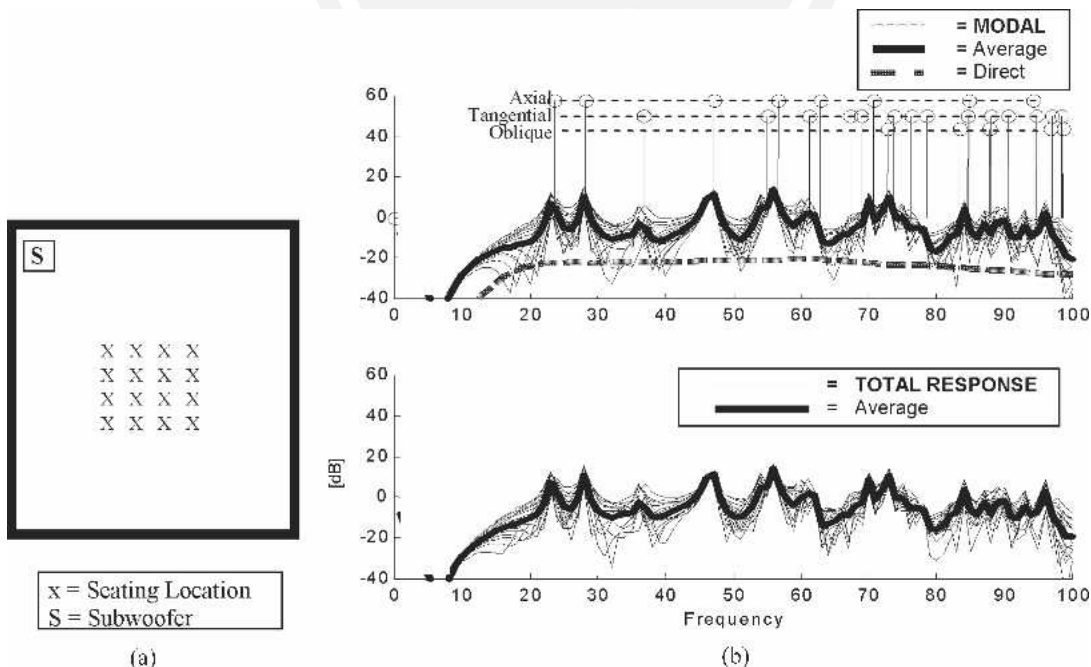 S
X X X X
X X X X
X X X X
X X X X
x = Seating Location
S = Subwoofer
(a)
= MODAL
= Average
= Direct
Axial
Tangential
Oblique
60
40
20
0
-20
-40
0 10 20 30 40 50 60 70 80 90 100
= TOTAL RESPONSE
= Average
[dB]
60
40
20
0
-20
-40
0 10 20 30 40 50 60 70 80 90 100
Frequency
(b)